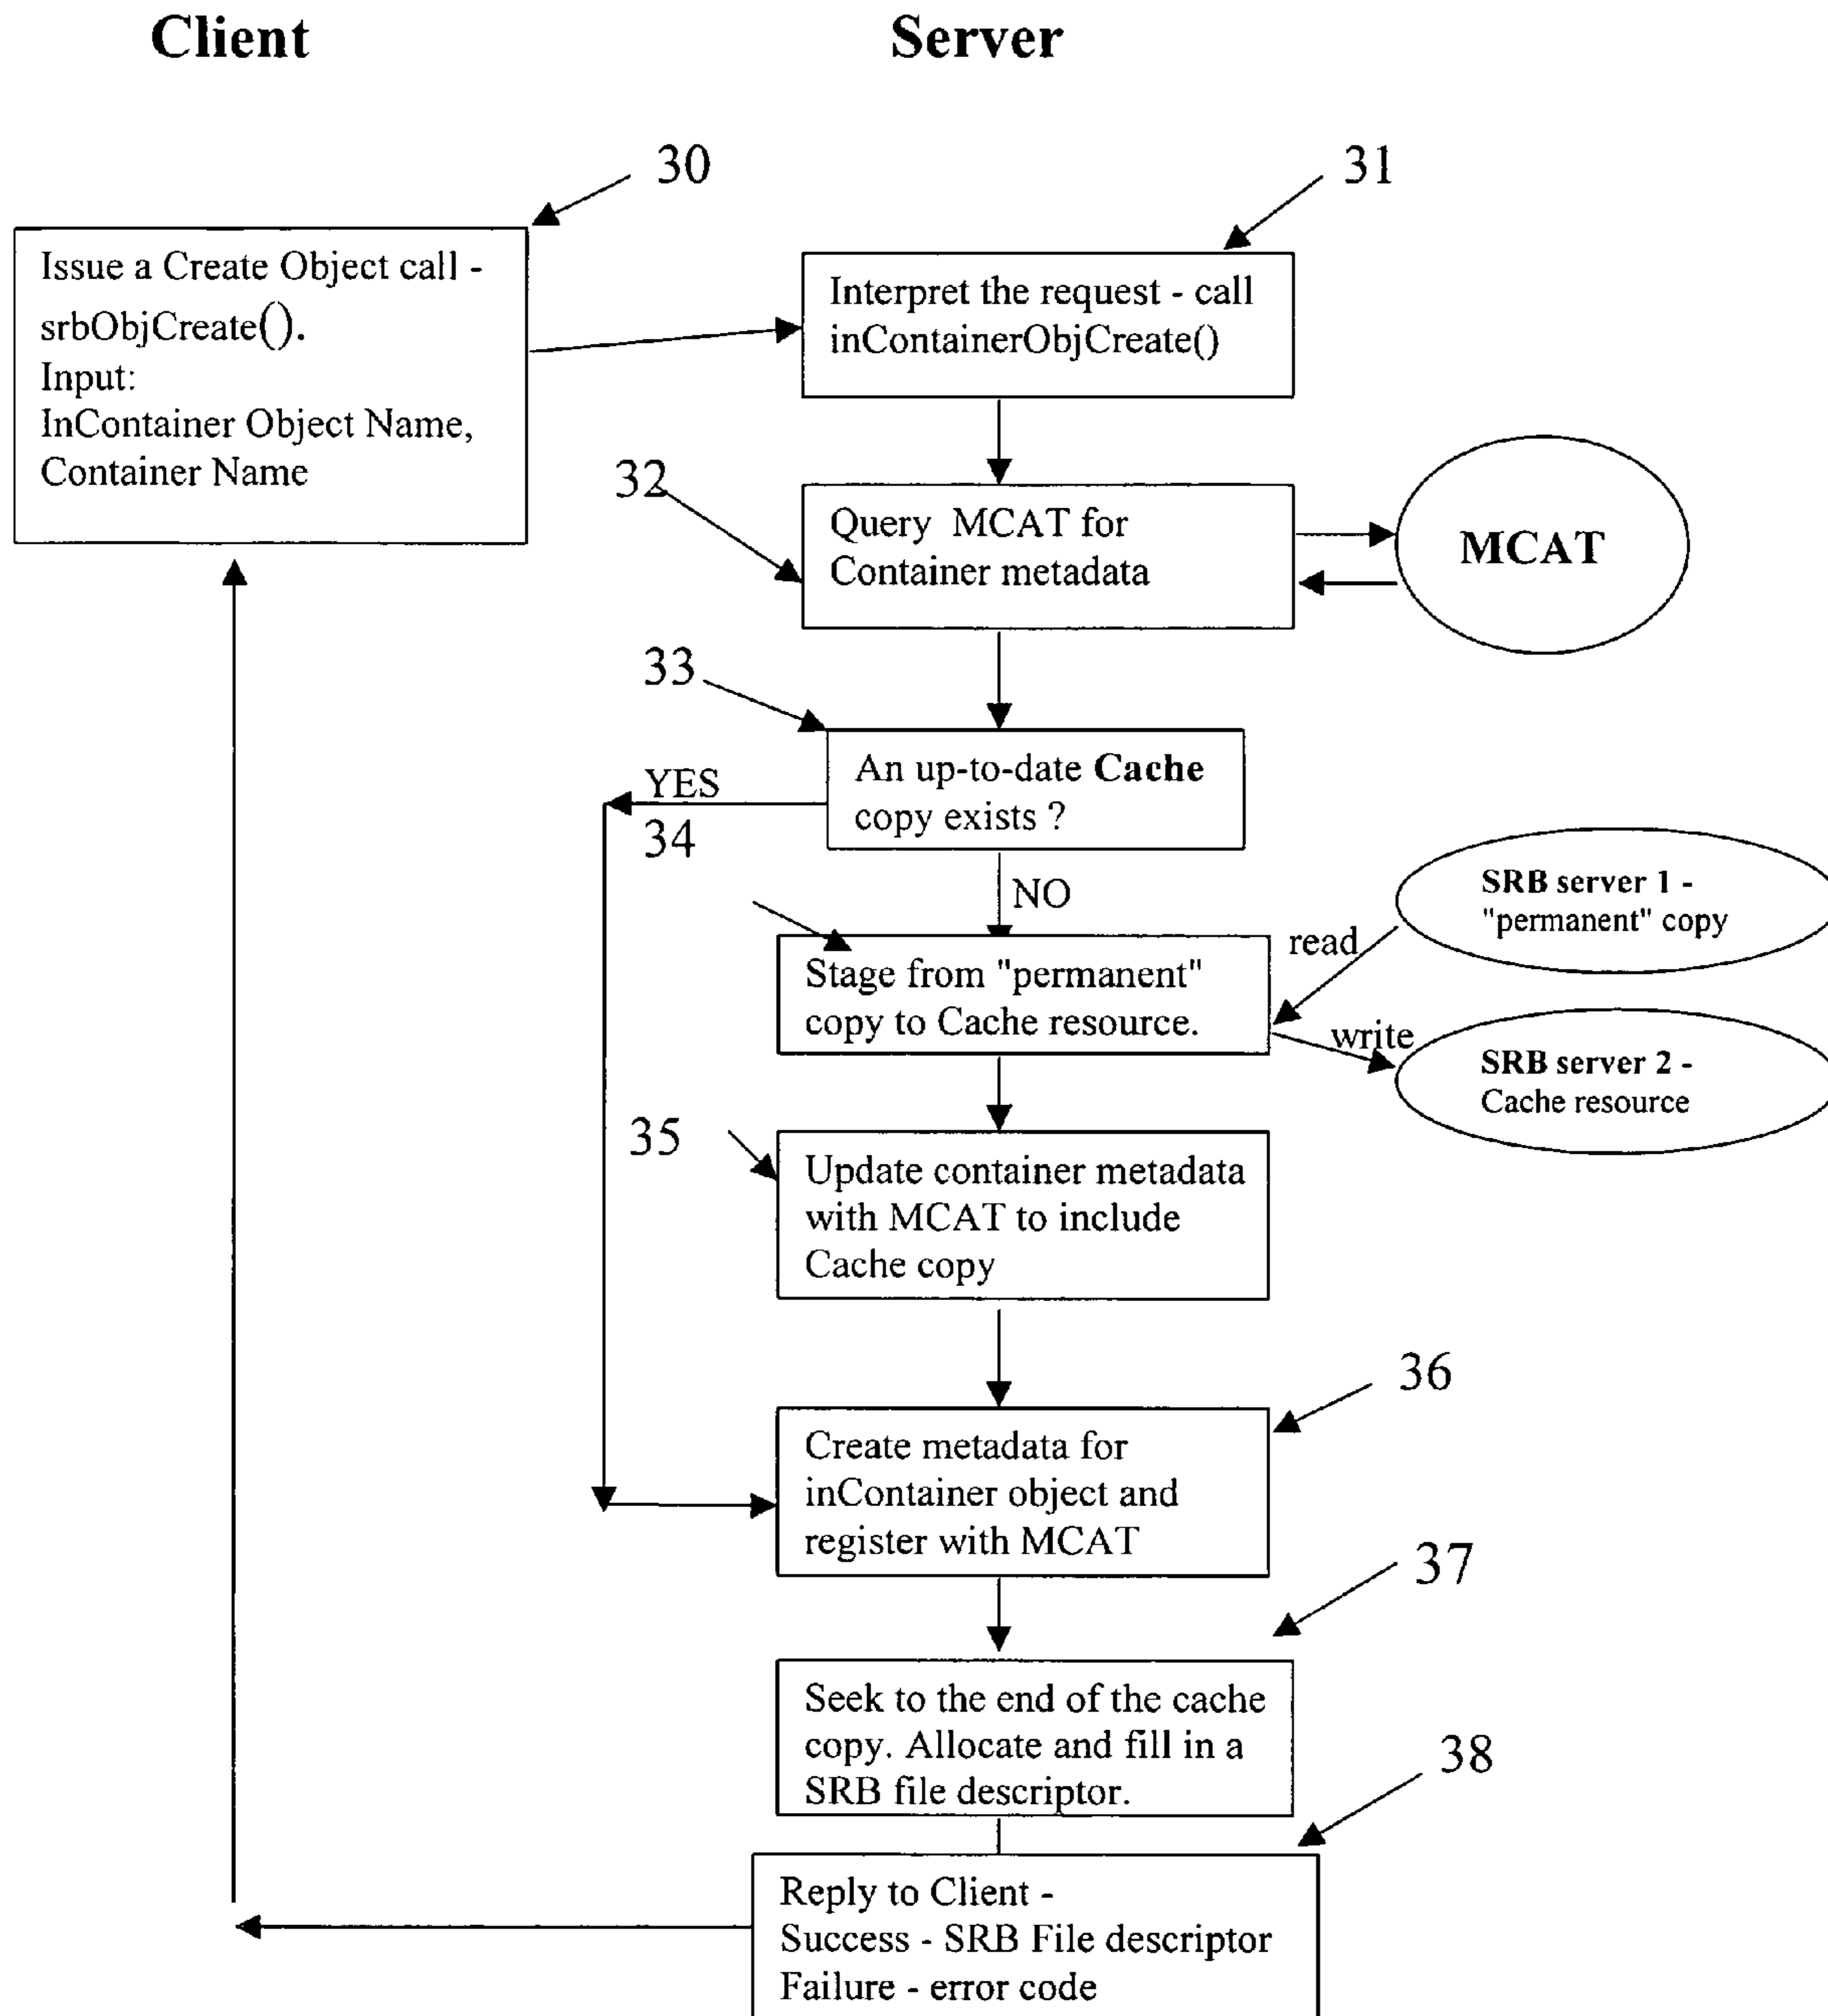 Client
Server
30
31
Issue a Create Object call -
srbObjCreate().
Input:
InContainer Object Name,
Container Name
Interpret the request - call
inContainerObjCreate()
32
Query MCAT for
Container metadata
MCAT
33
An up-to-date Cache
copy exists ?
YES
34
NO
SRB server 1 -
"permanent" copy
read
Stage from "permanent"
copy to Cache resource.
write
SRB server 2 -
Cache resource
35
Update container metadata
with MCAT to include
Cache copy
36
Create metadata for
inContainer object and
register with MCAT
37
Seek to the end of the cache
copy. Allocate and fill in a
SRB file descriptor.
38
Reply to Client -
Success - SRB File descriptor
Failure - error code